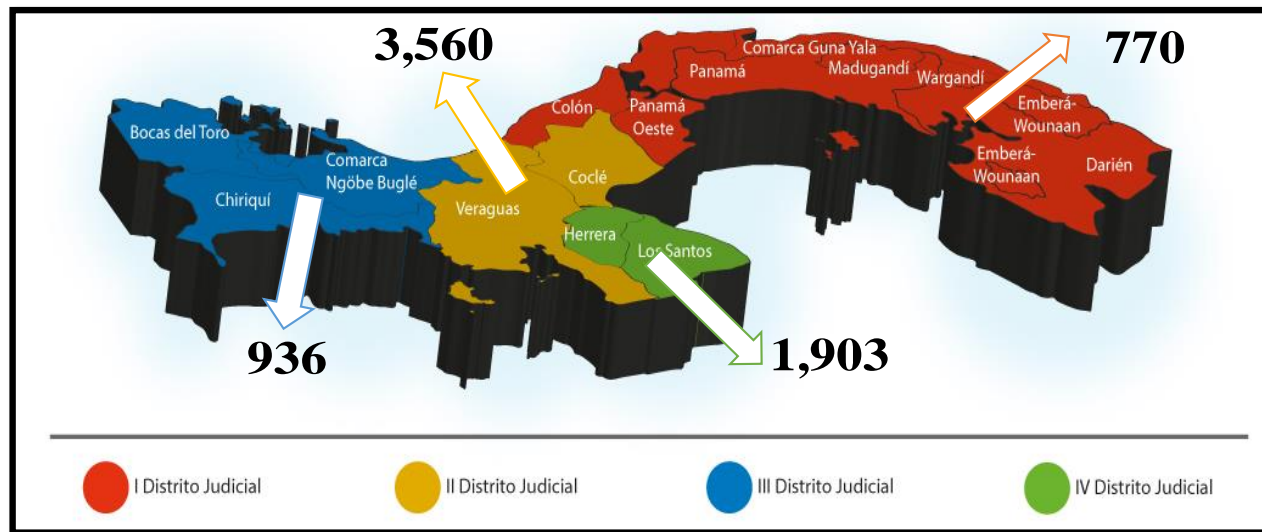 3,560
770
Comarca Guna Yala
Madugandí
Panamá
Wargandí
Colón
Panamá
Oeste
Emberá-
Wounaan
Bocas del Toro
Comarca
Ngöbe Buglé
Coclé
Emberá-
Wounaan
Darién
Chiriquí
Veraguas
Herrera
Los Santos
936
1,903
I Distrito Judicial
II Distrito Judicial
III Distrito Judicial
IV Distrito Judicial